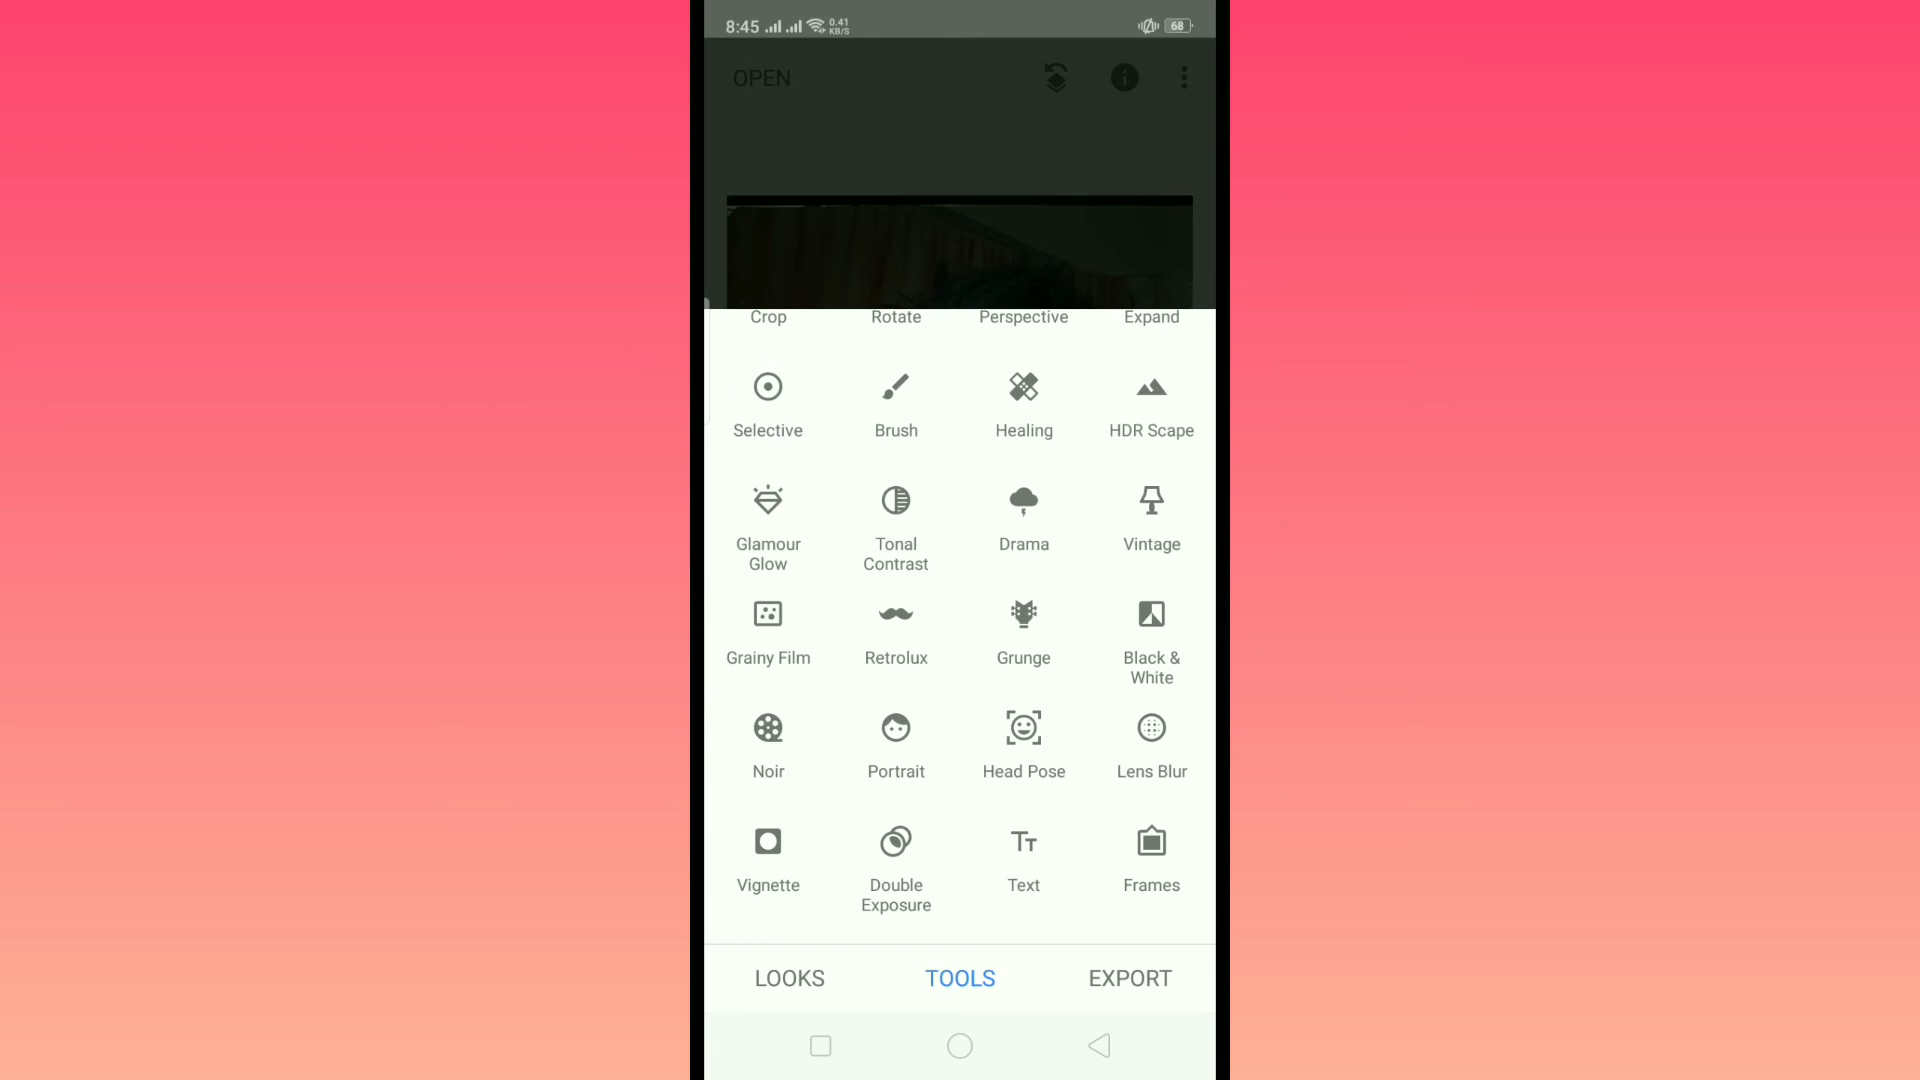 8:45 0.41 KB/S 68
OPEN
Crop Rotate Perspective Expand
Selective Brush Healing HDR Scape
Glamour Glow Tonal Contrast Drama Vintage
Grainy Film Retrolux Grunge Black & White
Noir Portrait Head Pose Lens Blur
Vignette Double Exposure Text Frames
LOOKS TOOLS EXPORT